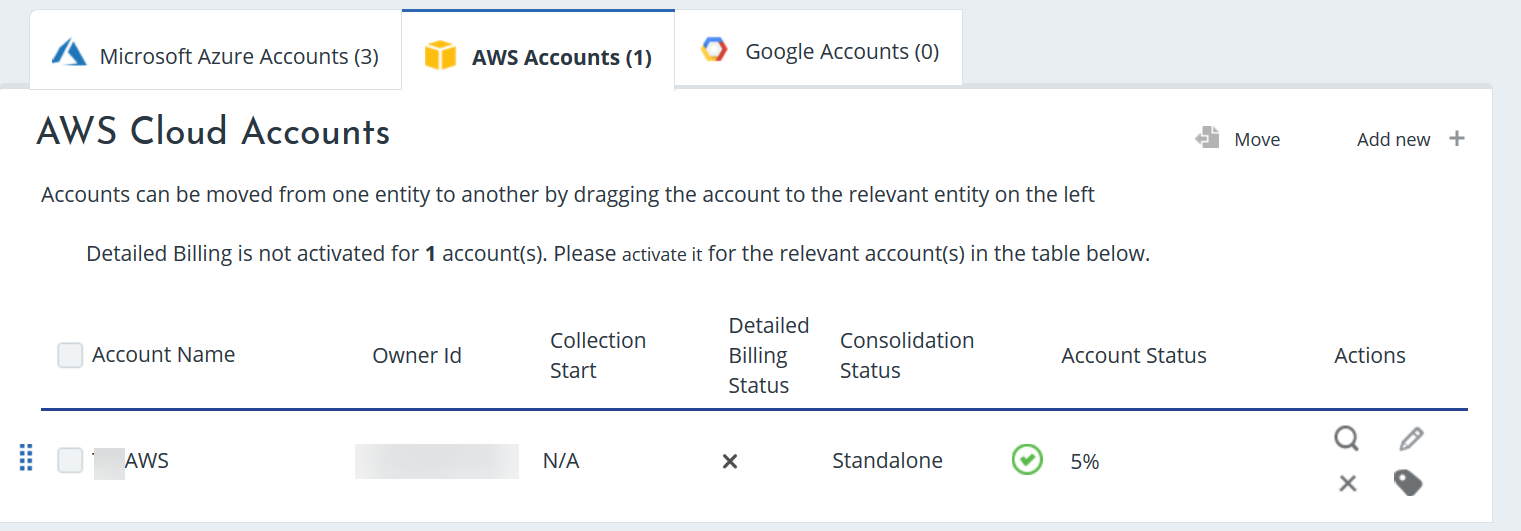 Microsoft Azure Accounts (3)
AWS Accounts (1)
Google Accounts (0)
AWS Cloud Accounts
Move
Add new +
Accounts can be moved from one entity to another by dragging the account to the relevant entity on the left
Detailed Billing is not activated for 1 account(s). Please activate it for the relevant account(s) in the table below.
Account Name
Owner Id
Collection
Start
Detailed
Billing
Status
Consolidation
Status
Account Status
Actions
AWS
N/A
Standalone
5%